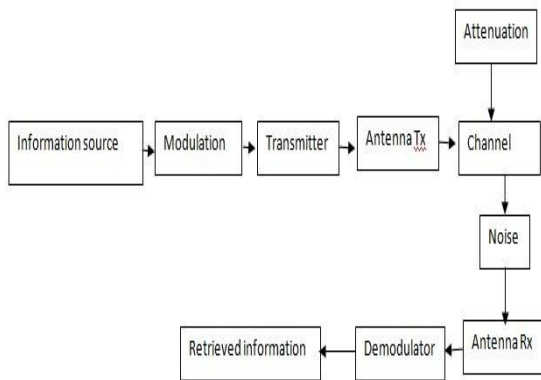 Attenuation
Information source
Modulation
Transmitter
Antenna Tx
Channel
Noise
Antenna Rx
Demodulator
Retrieved information